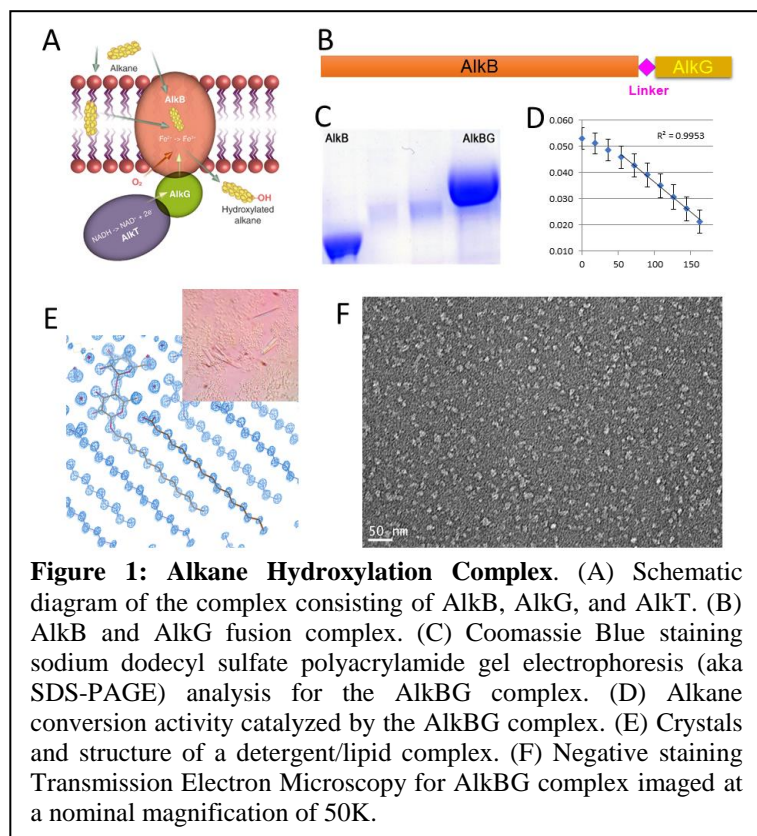 A
Alkane
AlkB
O₂
AlkG
OH
Hydroxylated
alkane
NADH -> NAD⁺ + 2e
AlkT
B
AlkB
AlkG
Linker
C
AlkB
AlkBG
D
R² = 0.9953
0.060
0.050
0.040
0.030
0.020
0.010
0
50
100
150
E
F
50 nm
Figure 1: Alkane Hydroxylation Complex. (A) Schematic
diagram of the complex consisting of AlkB, AlkG, and AlkT. (B)
AlkB and AlkG fusion complex. (C) Coomassie Blue staining
sodium dodecyl sulfate polyacrylamide gel electrophoresis (aka
SDS-PAGE) analysis for the AlkBG complex. (D) Alkane
conversion activity catalyzed by the AlkBG complex. (E) Crystals
and structure of a detergent/lipid complex. (F) Negative staining
Transmission Electron Microscopy for AlkBG complex imaged at
a nominal magnification of 50K.